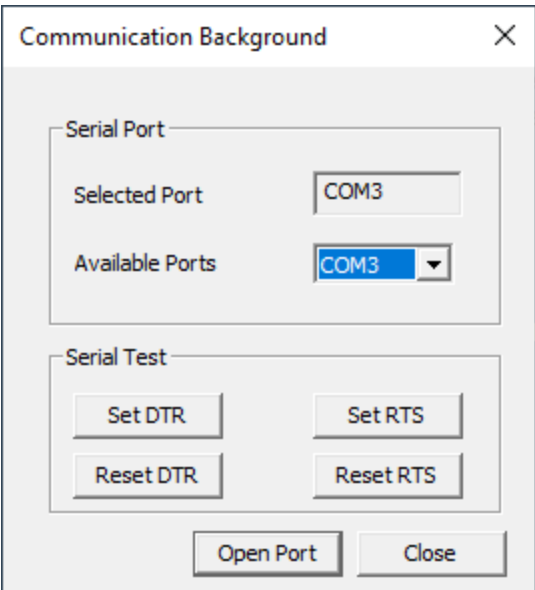 Communication Background
Serial Port
Selected Port COM3
Available Ports COM3
Serial Test
Set DTR Set RTS
Reset DTR Reset RTS
Open Port Close